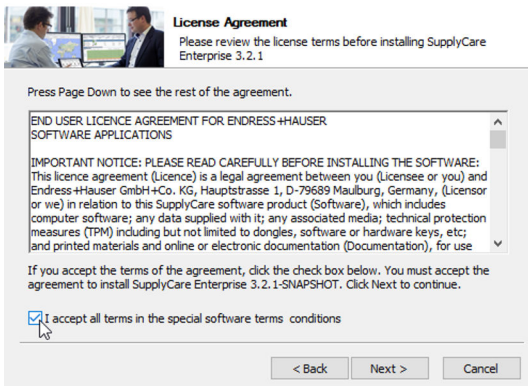 License Agreement
Please review the license terms before installing SupplyCare
Enterprise 3.2.1
Press Page Down to see the rest of the agreement.
END USER LICENCE AGREEMENT FOR ENDRESS+HAUSER
SOFTWARE APPLICATIONS
IMPORTANT NOTICE: PLEASE READ CAREFULLY BEFORE INSTALLING THE SOFTWARE:
This licence agreement (Licence) is a legal agreement between you (Licensee or you) and
Endress+Hauser GmbH+Co. KG, Hauptstrasse 1, D-79689 Maulburg, Germany, (Licensor
or we) in relation to this SupplyCare software product (Software), which includes
computer software; any data supplied with it; any associated media; technical protection
measures (TPM) including but not limited to dongles, software or hardware keys, etc;
and printed materials and online or electronic documentation (Documentation), for use
If you accept the terms of the agreement, click the check box below. You must accept the
agreement to install SupplyCare Enterprise 3.2.1-SNAPSHOT. Click Next to continue.
I accept all terms in the special software terms conditions
< Back
Next >
Cancel